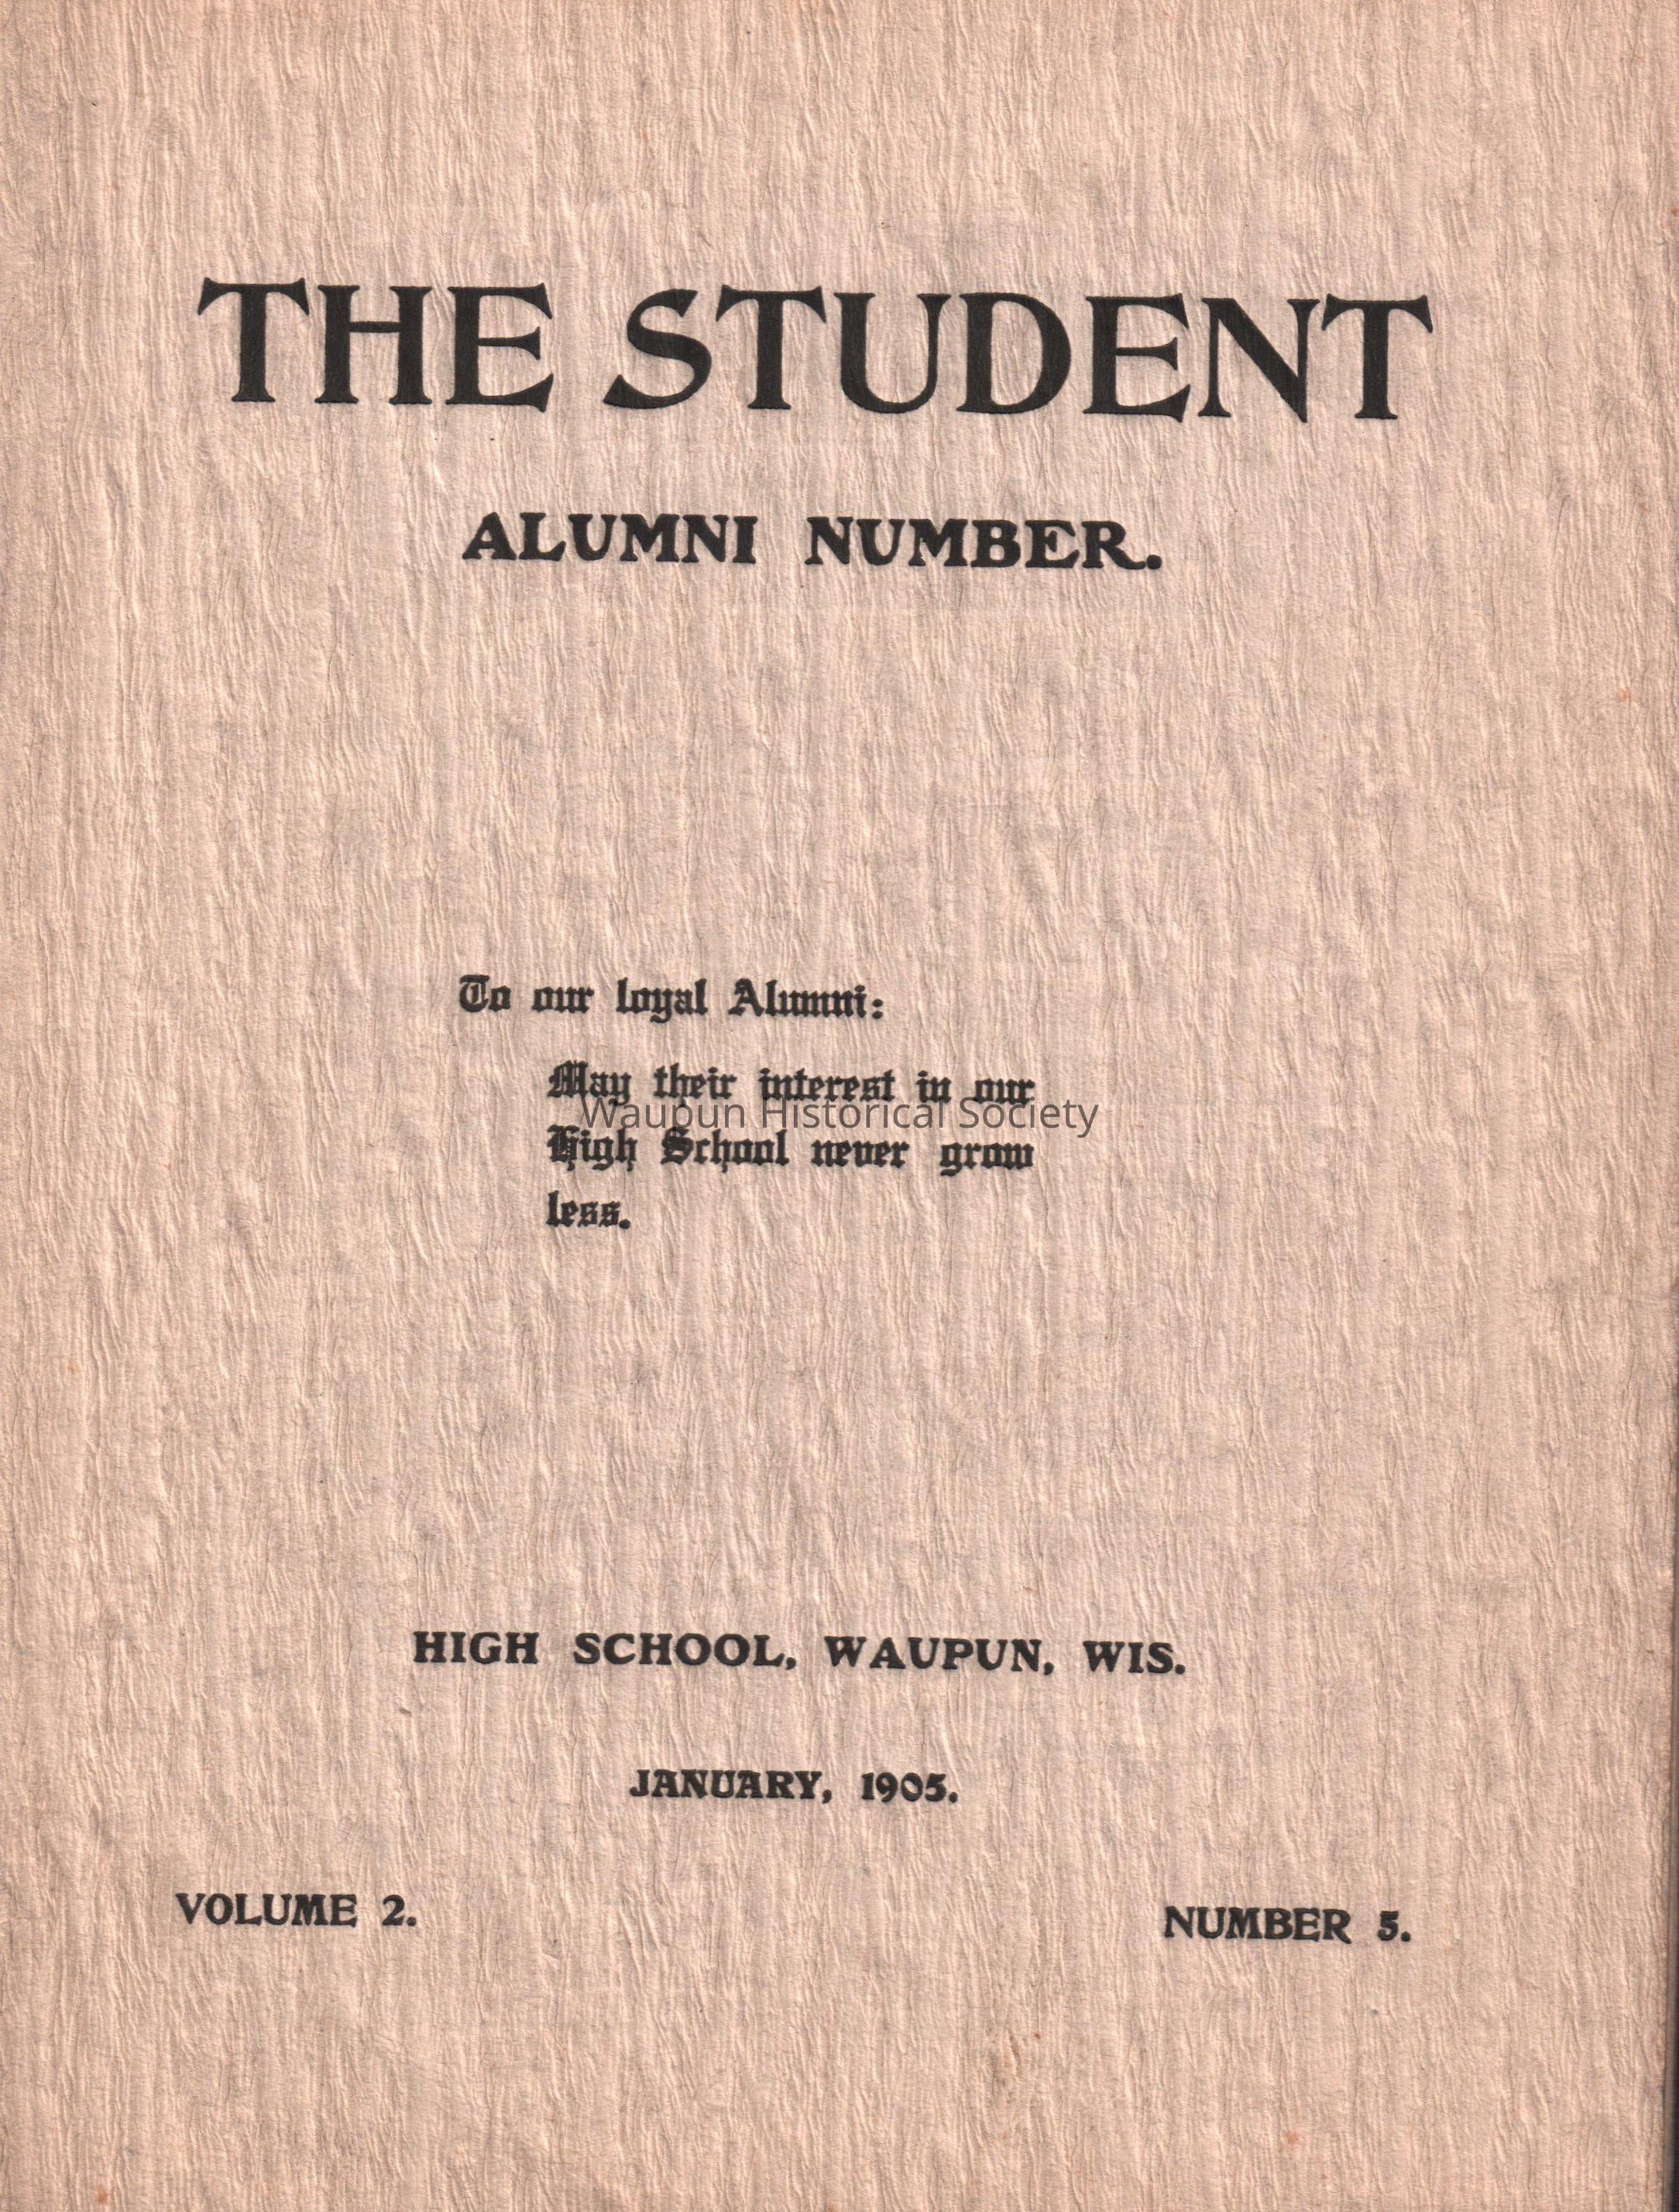 THE STUDENT
ALUMNI NUMBER.
To our loyal Alumni:
May their interest in our
Waupun Historical Society
High School never grow
less.
HIGH SCHOOL, WAUPUN, WIS.
JANUARY, 1905.
VOLUME 2.
NUMBER 5.